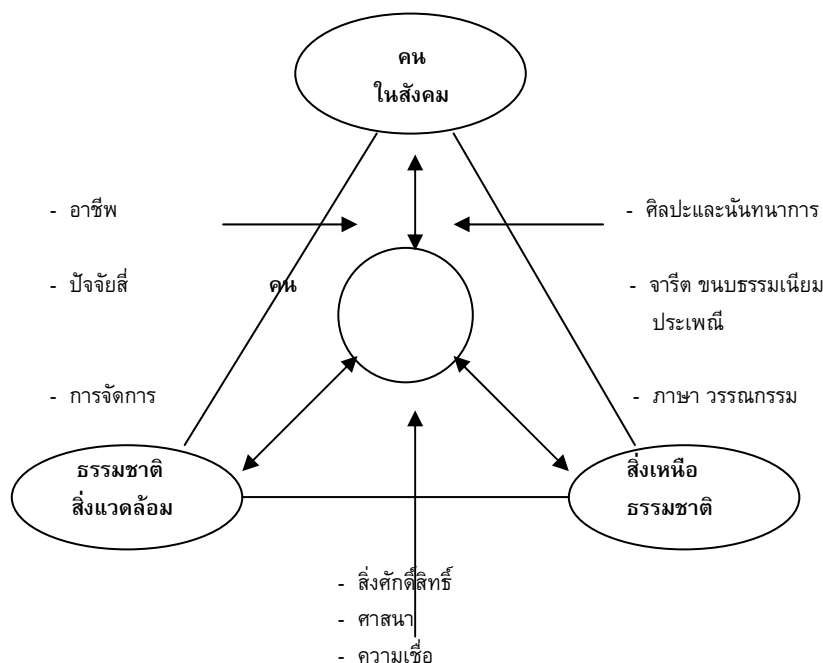 คน
ในสังคม
- อาชีพ
- ศิลปะและนันทนาการ
- ปัจจัยสี่
คน
- จารีต ขนบธรรมเนียม
ประเพณี
- การจัดการ
- ภาษา วรรณกรรม
ธรรมชาติ
สิ่งแวดล้อม
สิ่งเหนือ
ธรรมชาติ
- สิ่งศักดิ์สิทธิ์
- ศาสนา
- ความเชื่อ